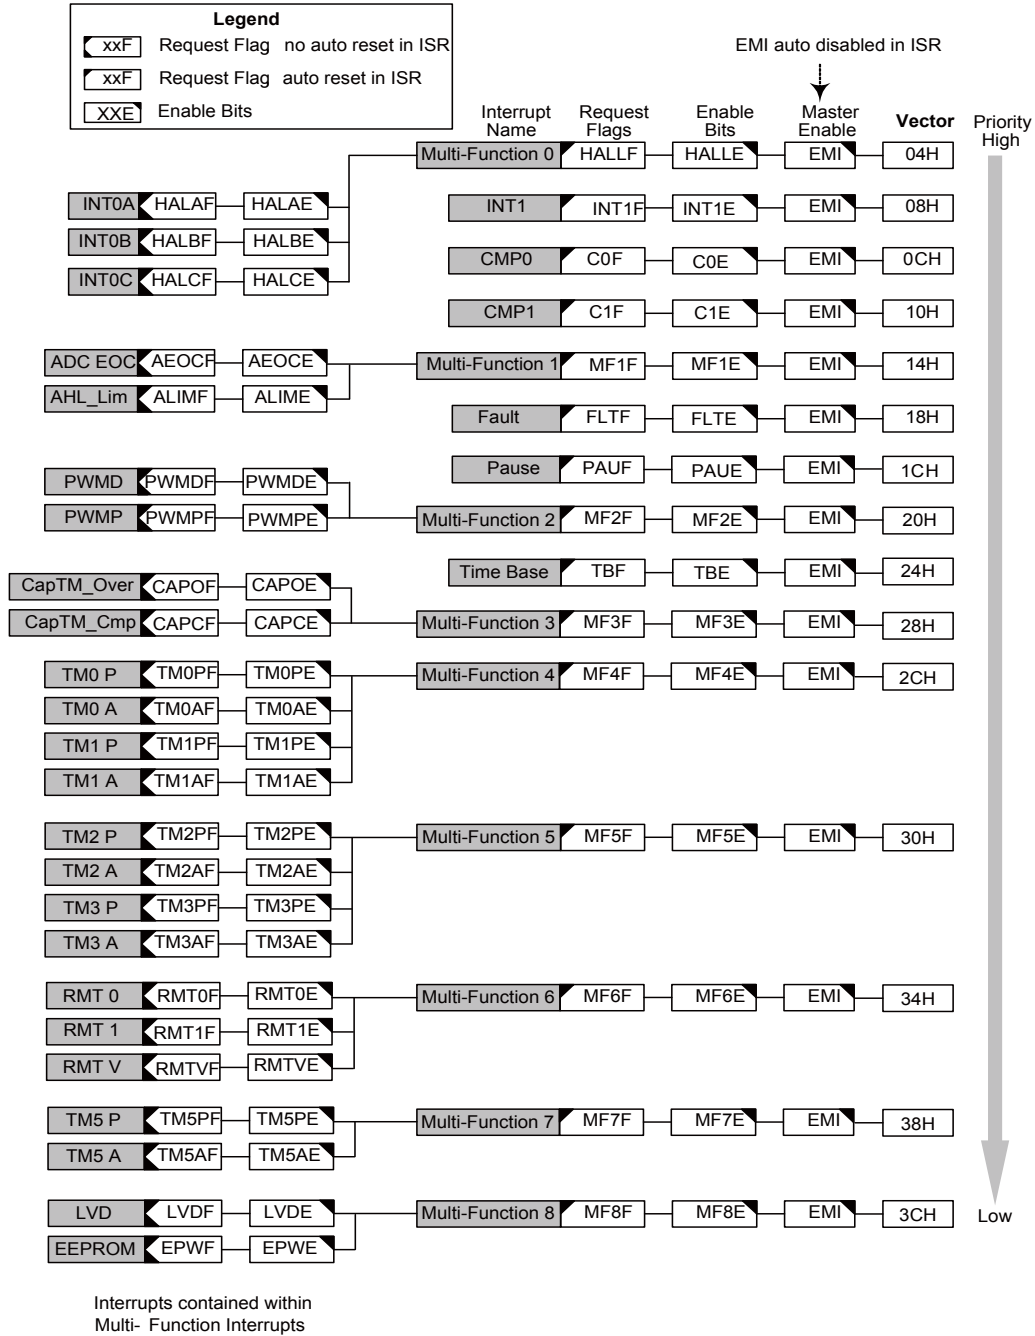 Legend
xxF Request Flag no auto reset in ISR
xxF Request Flag auto reset in ISR
XXE Enable Bits
EMI auto disabled in ISR
Interrupt Name Request Flags Enable Bits Master Enable Vector Priority High
Multi-Function 0 HALLF HALLE EMI 04H
INT0A HALAF HALAE
INT1 INT1F INT1E EMI 08H
INT0B HALBF HALBE
CMP0 C0F C0E EMI 0CH
INT0C HALCF HALCE
CMP1 C1F C1E EMI 10H
ADC EOC AEOCF AEOCE Multi-Function 1 MF1F MF1E EMI 14H
AHL_Lim ALIMF ALIME
Fault FLTF FLTE EMI 18H
Pause PAUF PAUE EMI 1CH
PWMD PWMDF PWMDE
PWMP PWMPF PWMPE Multi-Function 2 MF2F MF2E EMI 20H
Time Base TBF TBE EMI 24H
CapTM_Over CAPOF CAPOE
CapTM_Cmp CAPCF CAPCE Multi-Function 3 MF3F MF3E EMI 28H
TM0 P TM0PF TM0PE Multi-Function 4 MF4F MF4E EMI 2CH
TM0 A TM0AF TM0AE
TM1 P TM1PF TM1PE
TM1 A TM1AF TM1AE
TM2 P TM2PF TM2PE Multi-Function 5 MF5F MF5E EMI 30H
TM2 A TM2AF TM2AE
TM3 P TM3PF TM3PE
TM3 A TM3AF TM3AE
RMT 0 RMT0F RMT0E Multi-Function 6 MF6F MF6E EMI 34H
RMT 1 RMT1F RMT1E
RMT V RMTVF RMTVE
TM5 P TM5PF TM5PE Multi-Function 7 MF7F MF7E EMI 38H
TM5 A TM5AF TM5AE
LVD LVDF LVDE Multi-Function 8 MF8F MF8E EMI 3CH Low
EEPROM EPWF EPWE
Interrupts contained within
Multi- Function Interrupts